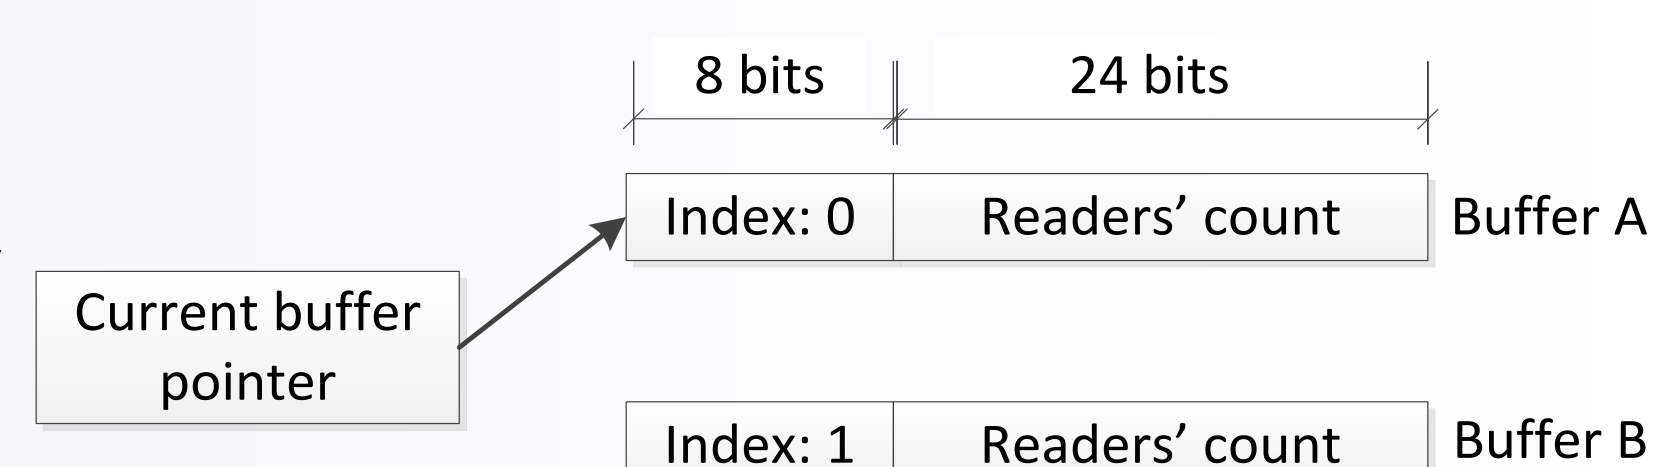 8 bits 24 bits
Index: 0 Readers’ count Buffer A
Current buffer
pointer
Index: 1 Readers’ count Buffer B